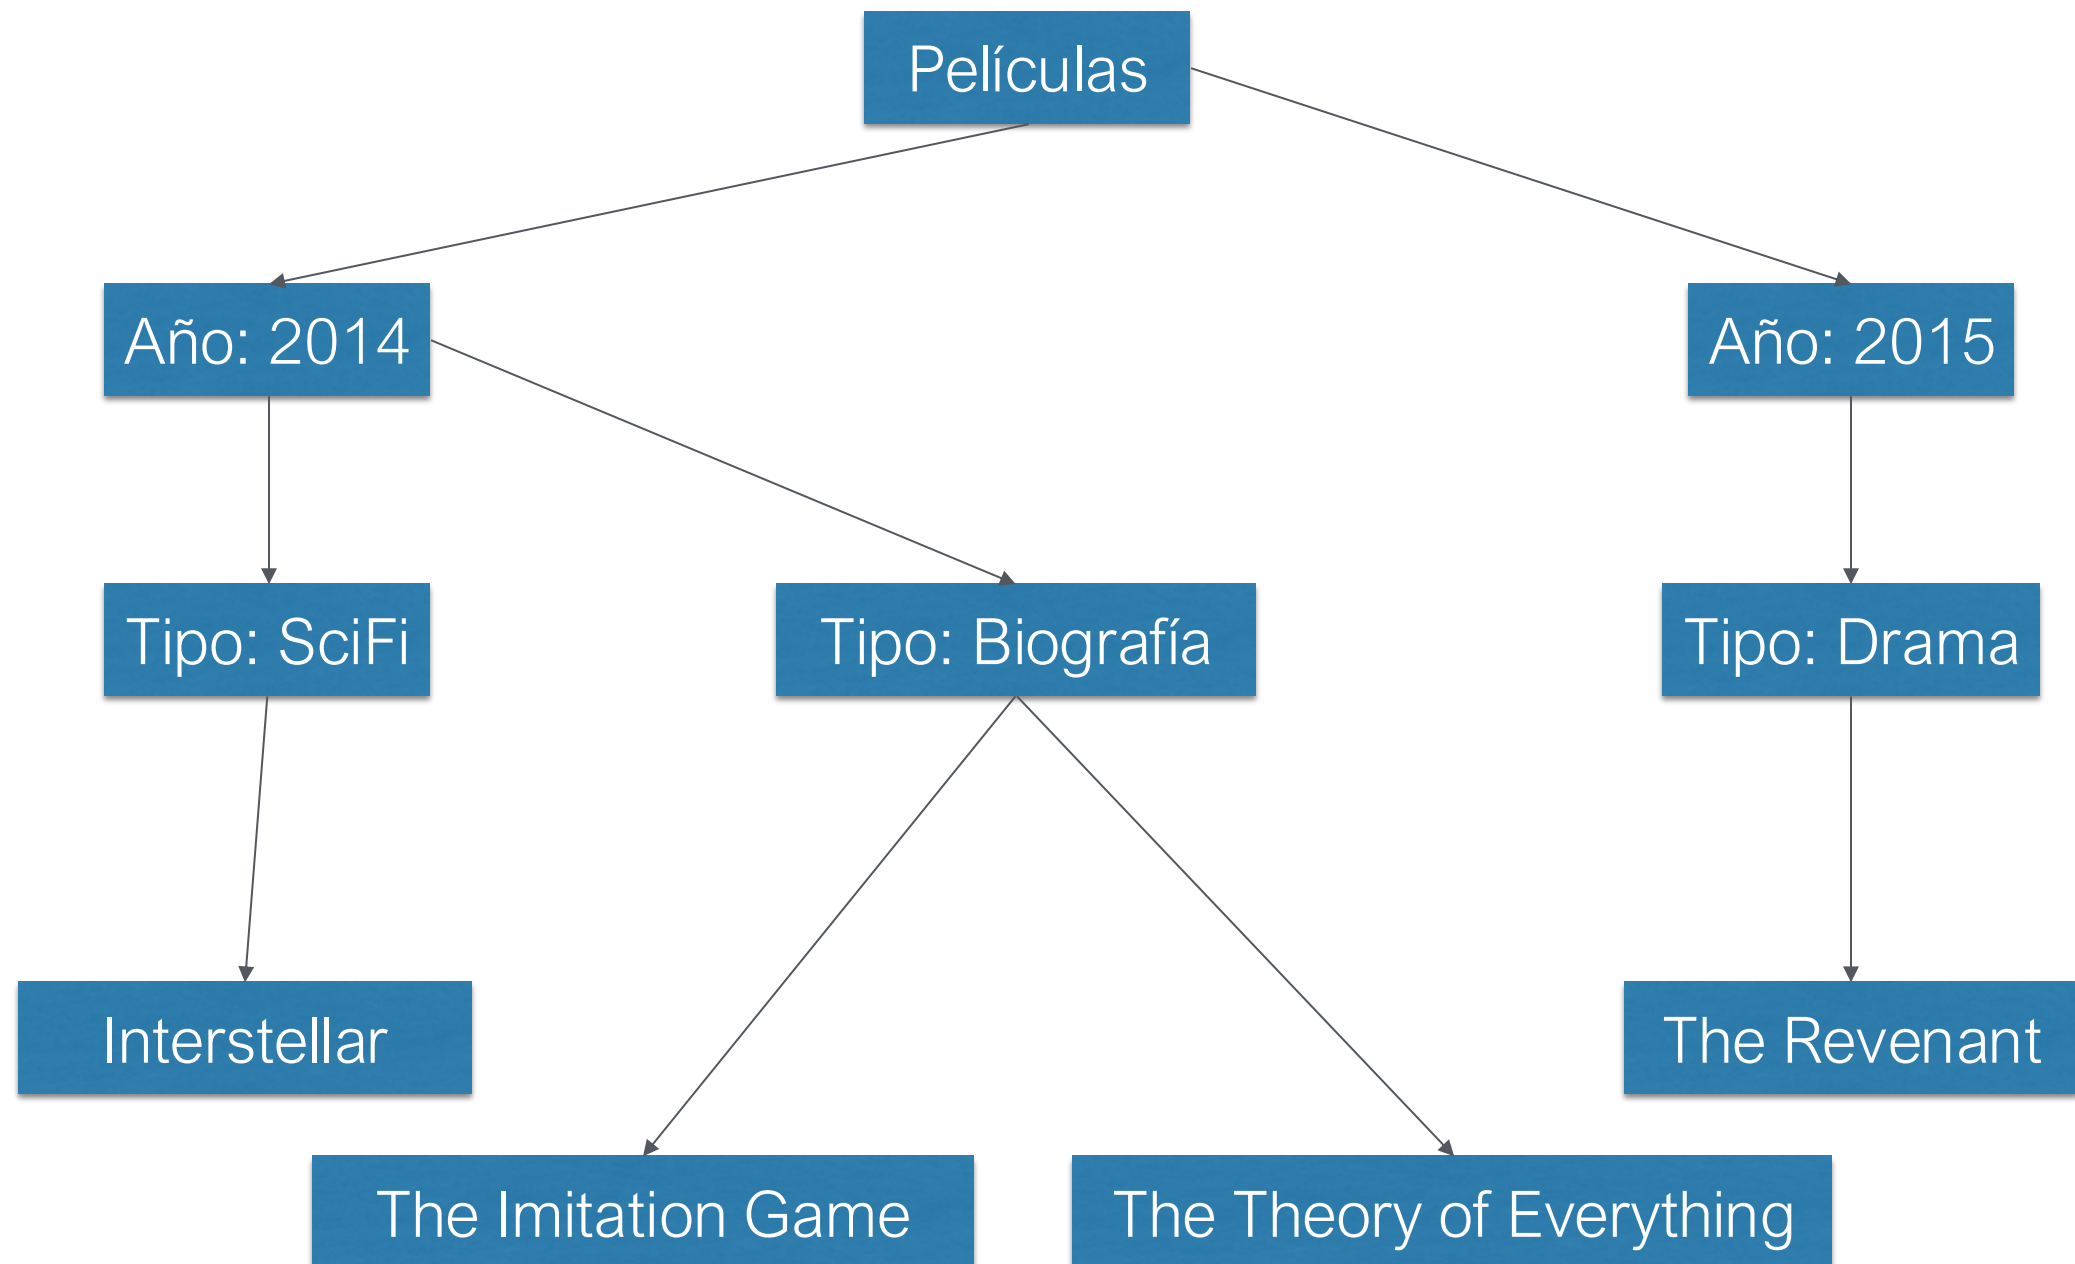 Películas
Año: 2014
Año: 2015
Tipo: SciFi
Tipo: Biografía
Tipo: Drama
Interstellar
The Revenant
The Imitation Game
The Theory of Everything